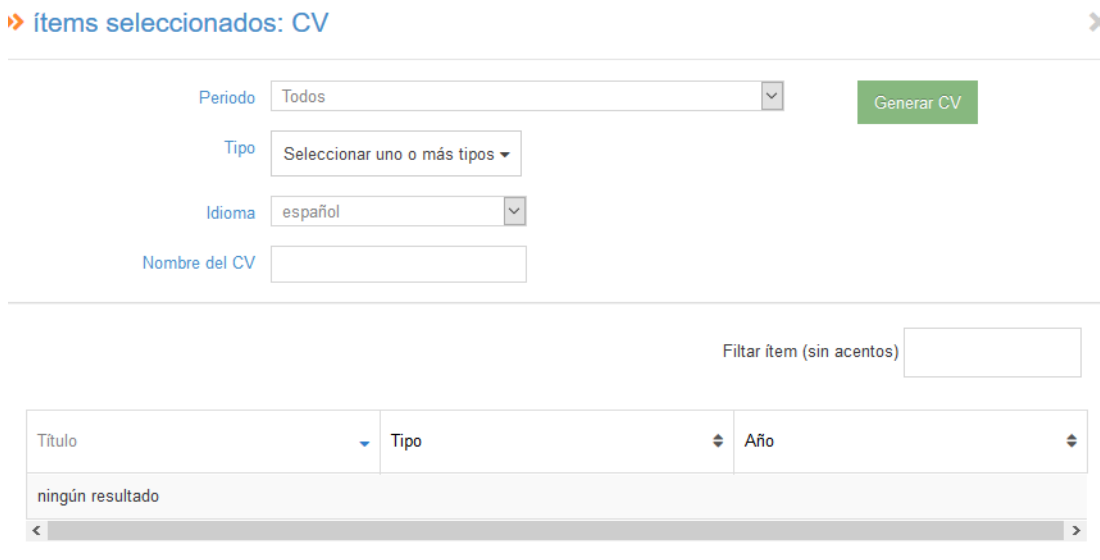 ítems seleccionados: CV
Periodo Todos Generar CV
Tipo Seleccionar uno o más tipos
Idioma español
Nombre del CV
Filtar ítem (sin acentos)
Título Tipo Año
ningún resultado